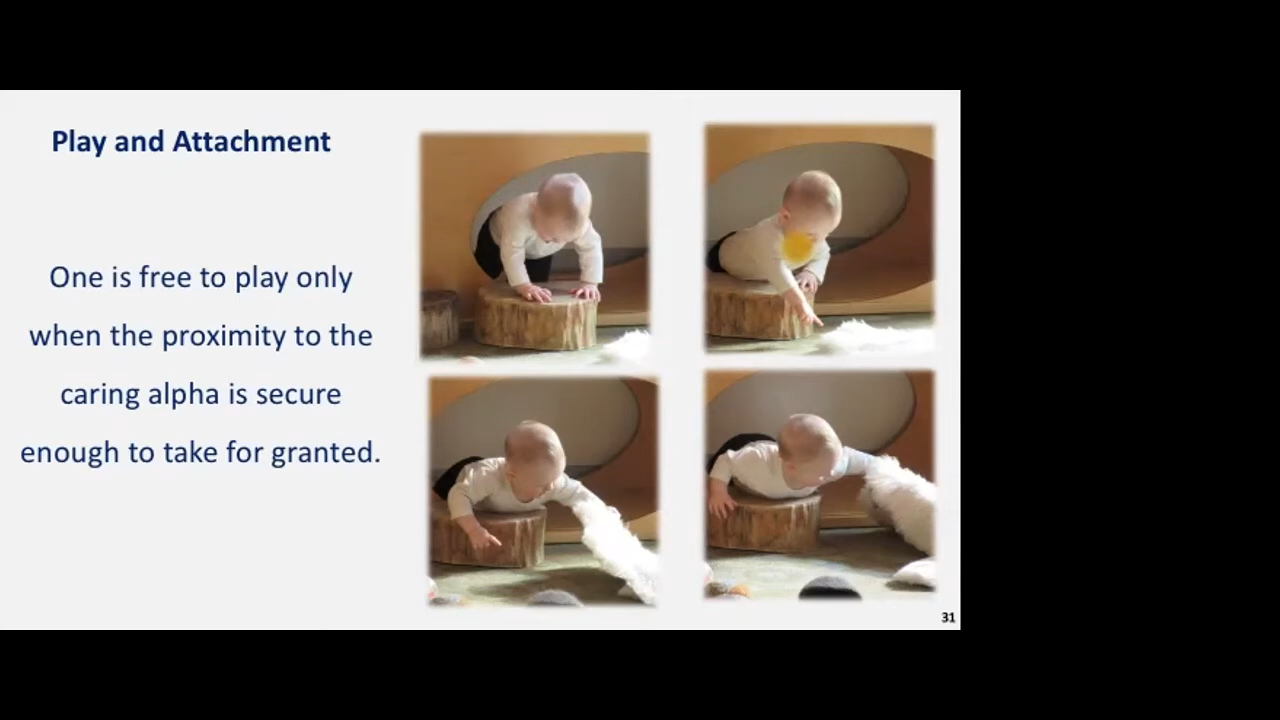 Play and Attachment
One is free to play only
when the proximity to the
caring alpha is secure
enough to take for granted.
31